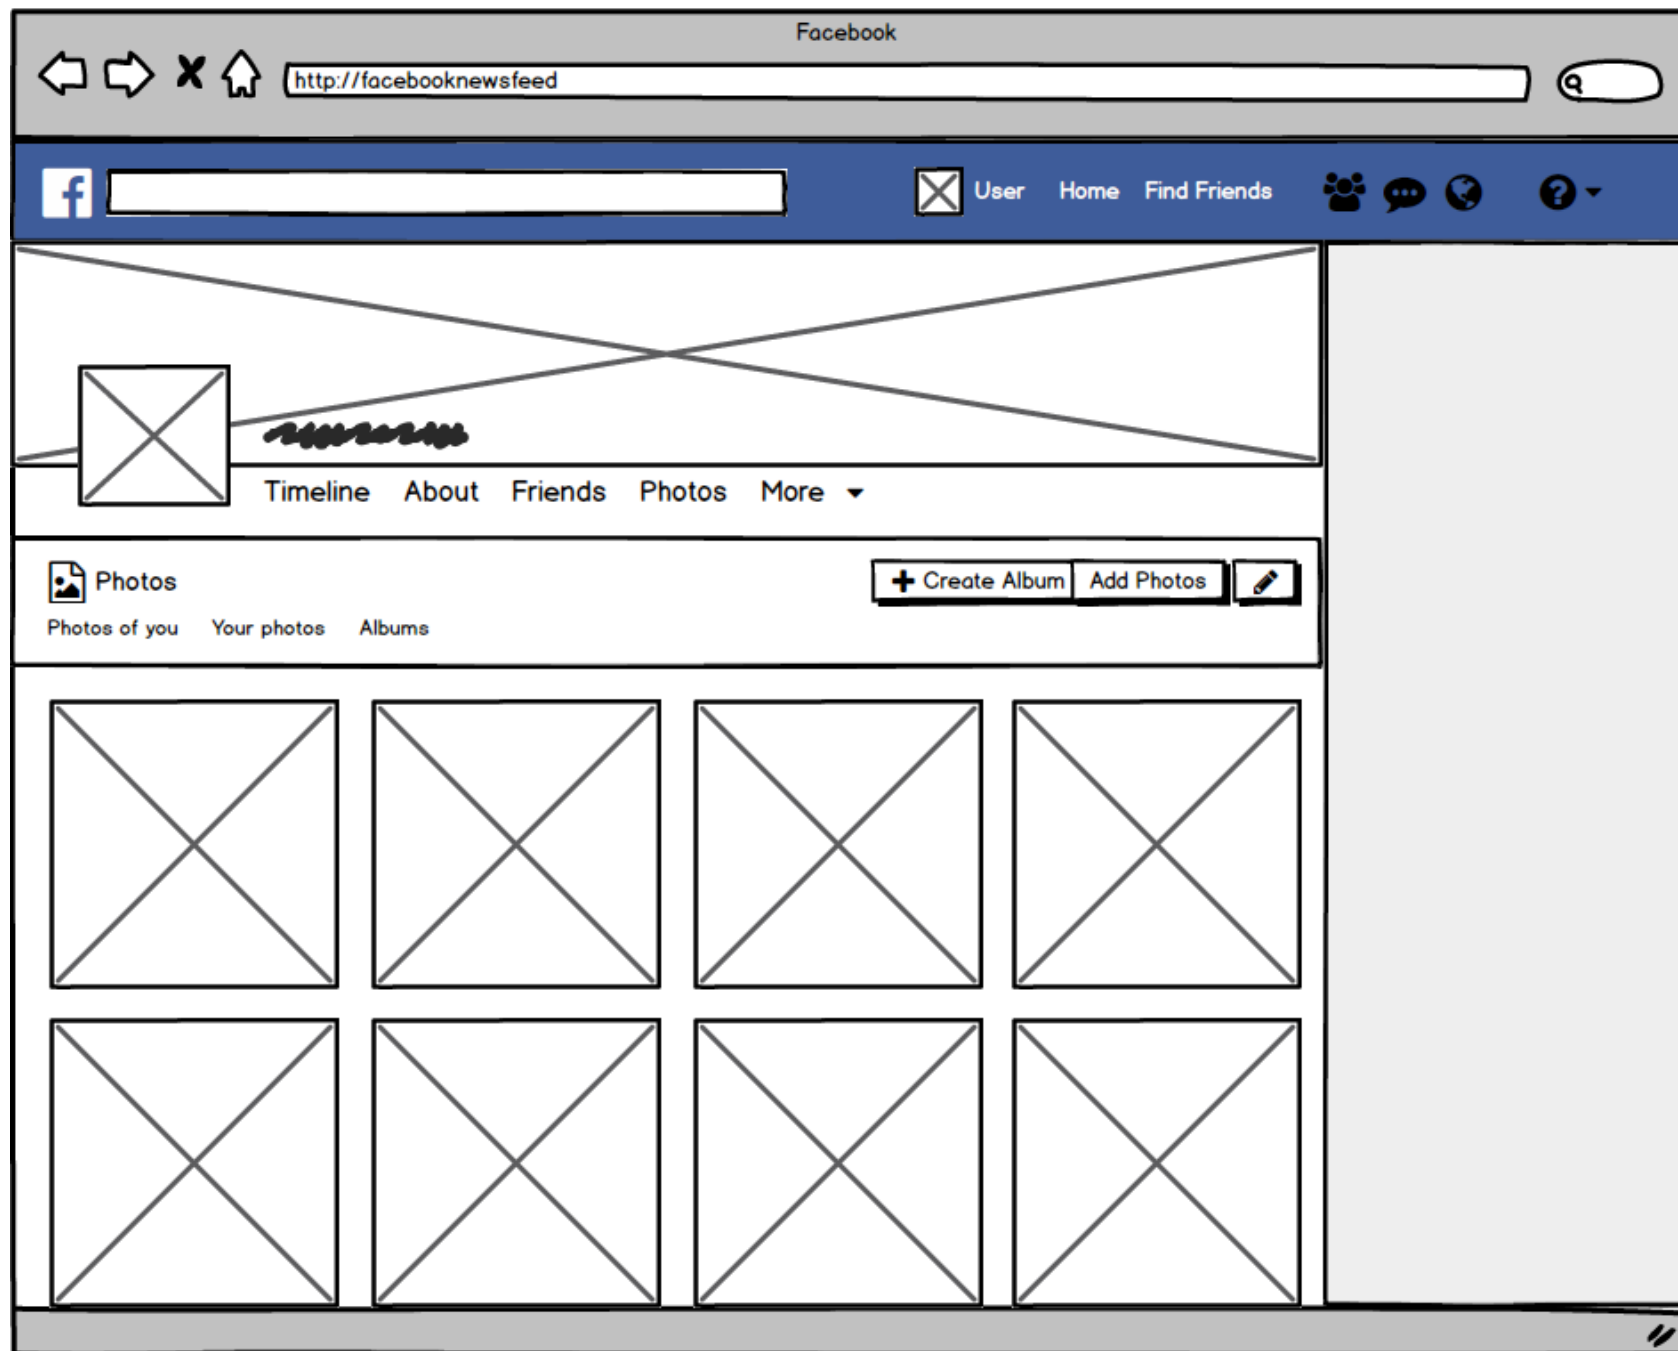 Facebook
http://facebooknewsfeed
f User Home Find Friends
Timeline About Friends Photos More
Photos
Create Album Add Photos
Photos of you Your photos Albums